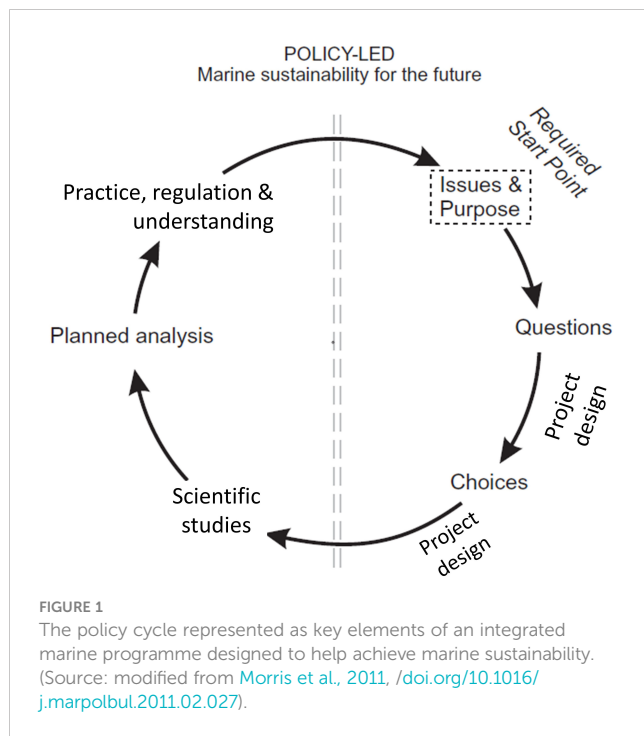 POLICY-LED
Marine sustainability for the future
Required
Start Point
Issues &
Purpose
Practice, regulation &
understanding
Questions
Planned analysis
Project
design
Choices
Scientific
studies
Project
design
FIGURE 1
The policy cycle represented as key elements of an integrated
marine programme designed to help achieve marine sustainability.
(Source: modified from Morris et al., 2011, /doi.org/10.1016/
j.marpolbul.2011.02.027).